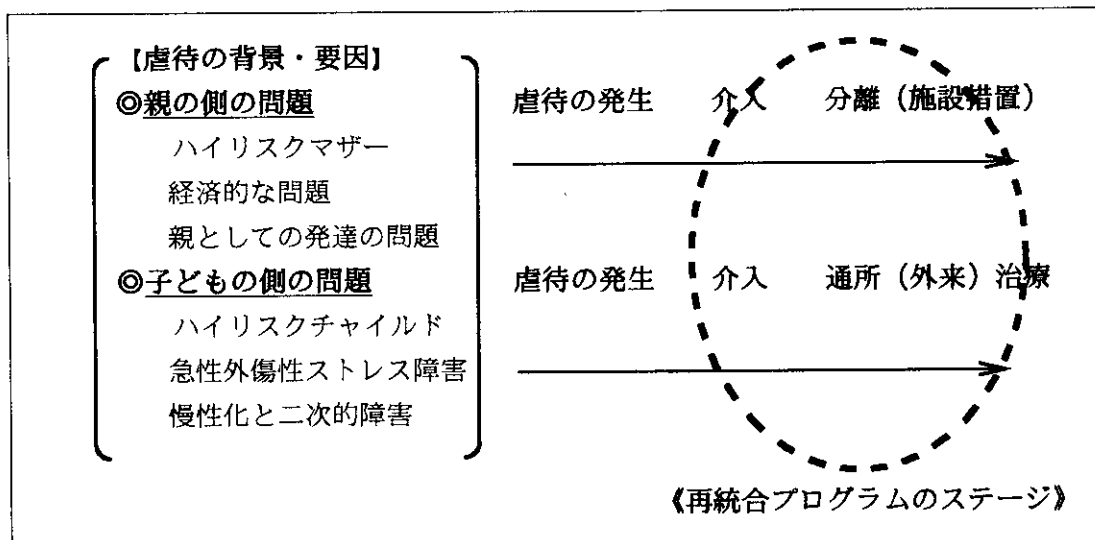 【虐待の背景・要因】
◎親の側の問題
ハイリスクマザー
経済的な問題
親としての発達の問題
◎子どもの側の問題
ハイリスクチャイルド
急性外傷性ストレス障害
慢性化と二次的障害
虐待の発生 介入 分離（施設措置）
虐待の発生 介入 通所（外来）治療
《再統合プログラムのステージ》